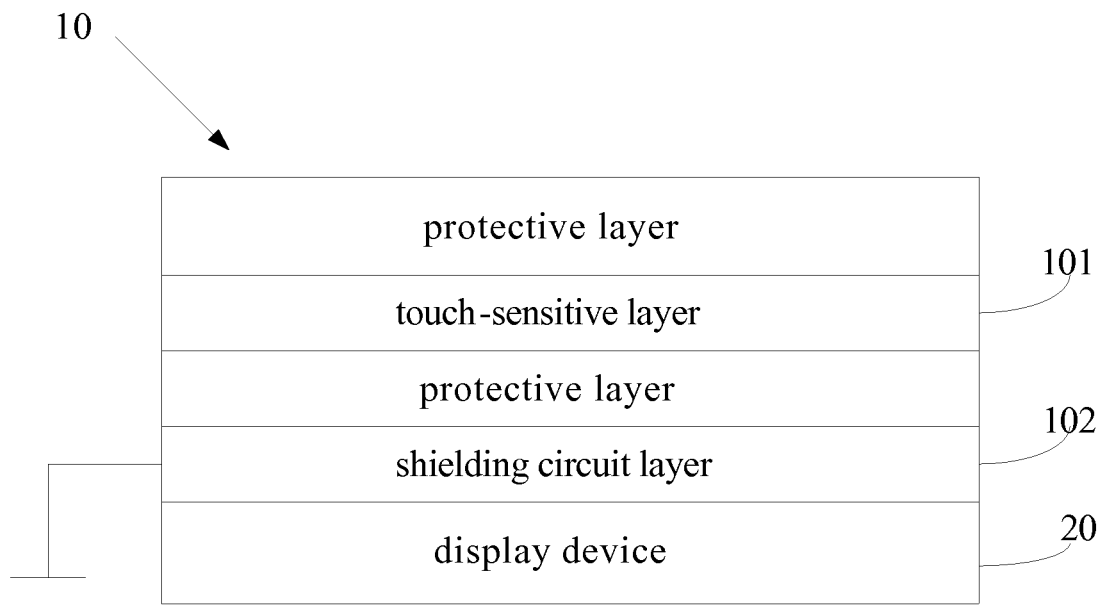 10
protective layer
101
touch-sensitive layer
protective layer
102
shielding circuit layer
20
display device